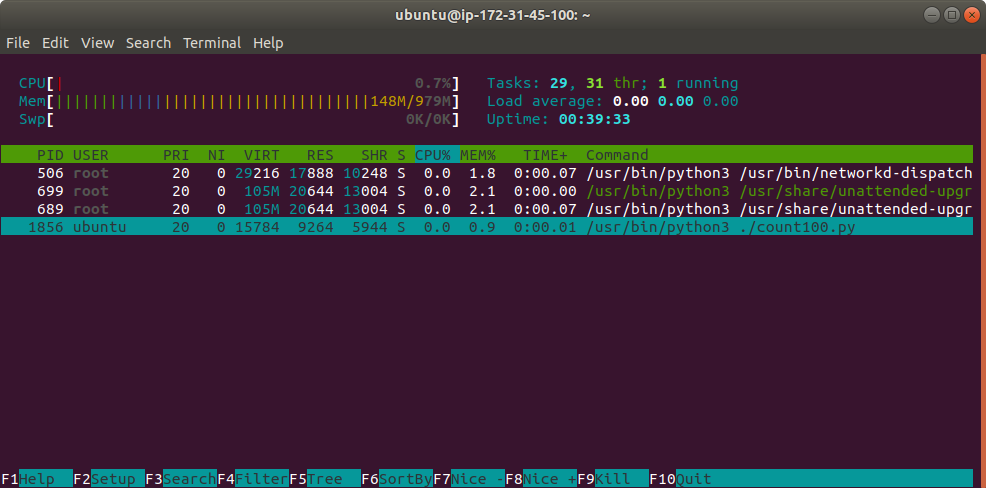 ubuntu@ip-172-31-45-100: ~
File Edit View Search Terminal Help
CPU[| 0.7%] Tasks: 29, 31 thr; 1 running
Mem[|||||||||||||||||||||||||||||||||||148M/979M] Load average: 0.00 0.00 0.00
Swp[ 0K/0K] Uptime: 00:39:33
PID USER PRI NI VIRT RES SHR S CPU% MEM% TIME+ Command
506 root 20 0 29216 17888 10248 S 0.0 1.8 0:00.07 /usr/bin/python3 /usr/bin/networkd-dispatch
699 root 20 0 105M 20644 13004 S 0.0 2.1 0:00.00 /usr/bin/python3 /usr/share/unattended-upgr
689 root 20 0 105M 20644 13004 S 0.0 2.1 0:00.07 /usr/bin/python3 /usr/share/unattended-upgr
1856 ubuntu 20 0 15784 9264 5944 S 0.0 0.9 0:00.01 /usr/bin/python3 ./count100.py
F1Help F2Setup F3SearchF4FilterF5Tree F6SortByF7Nice -F8Nice +F9Kill F10Quit